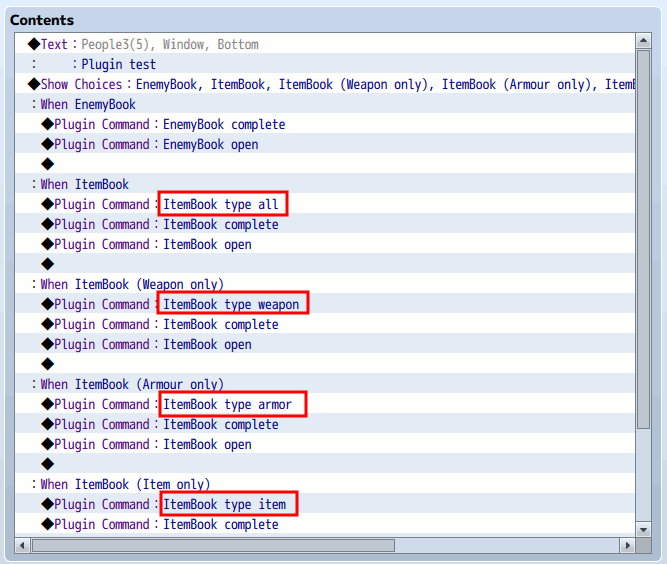 Contents
◆Text：People3(5), Window, Bottom
：　　：Plugin test
◆Show Choices：EnemyBook, ItemBook, ItemBook (Weapon only), ItemBook (Armour only), ItemB
：When EnemyBook
◆Plugin Command：EnemyBook complete
◆Plugin Command：EnemyBook open
◆
：When ItemBook
◆Plugin Command：ItemBook type all
◆Plugin Command：ItemBook complete
◆Plugin Command：ItemBook open
◆
：When ItemBook (Weapon only)
◆Plugin Command：ItemBook type weapon
◆Plugin Command：ItemBook complete
◆Plugin Command：ItemBook open
◆
：When ItemBook (Armour only)
◆Plugin Command：ItemBook type armor
◆Plugin Command：ItemBook complete
◆Plugin Command：ItemBook open
◆
：When ItemBook (Item only)
◆Plugin Command：ItemBook type item
◆Plugin Command：ItemBook complete